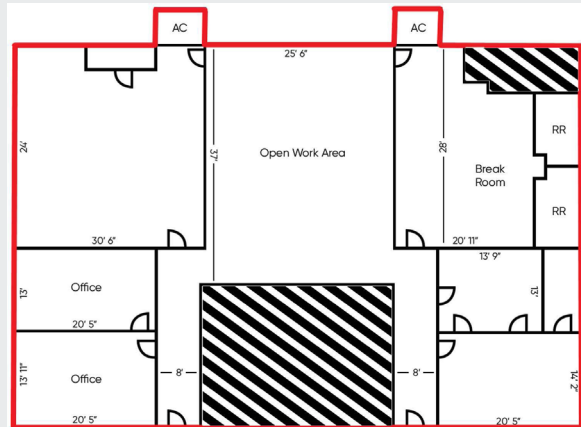 AC
AC
25' 6"
24'
37'
Open Work Area
28'
Break
Room
RR
RR
30' 6"
20' 11"
13' 9"
13'
Office
13'
20' 5"
13' 11"
Office
8'
8'
14' 2"
20' 5"
20' 5"